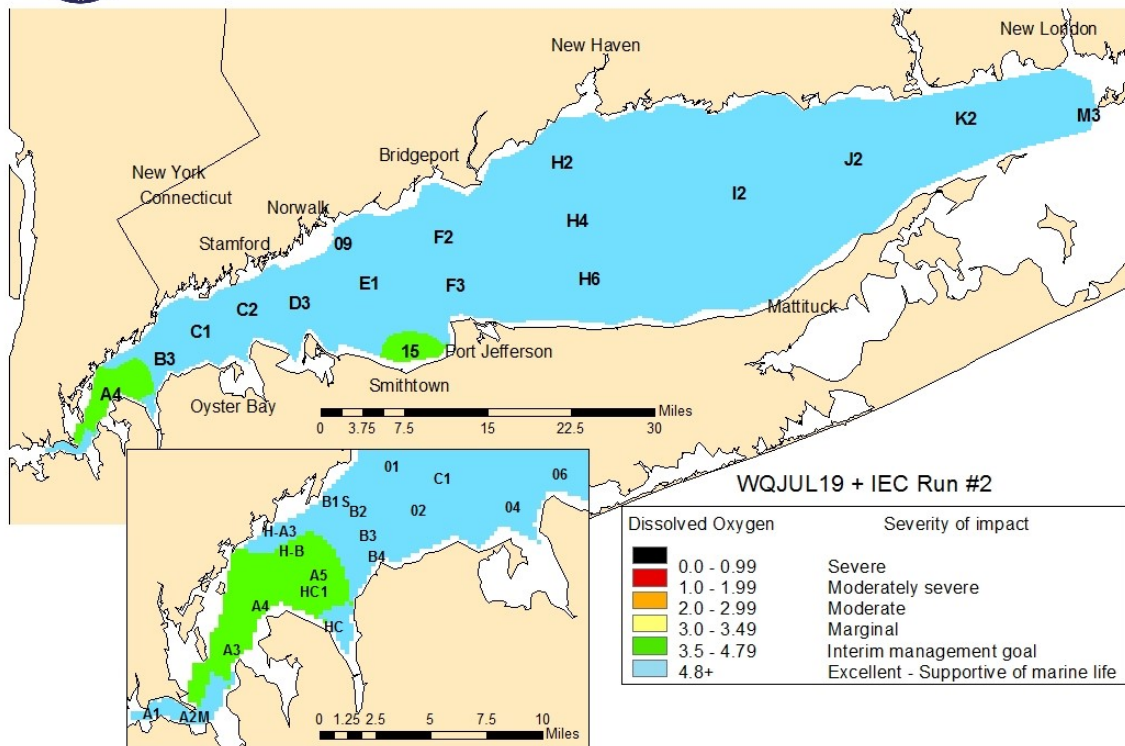 New London
New Haven
K2
M3
Bridgeport
H2
J2
New York
Connecticut
I2
Norwalk
H4
F2
09
Stamford
H6
E1
F3
D3
C2
Mattituck
C1
15
Port Jefferson
B3
Smithtown
A4
Oyster Bay
Miles
0 3.75 7.5 15 22.5 30
01
C1
06
WQJUL19 + IEC Run #2
B1S
B2
02
04
H-A3
B3
H-B
B4
A5
HC1
A4
HC
A3
A1
A2M
0 1.25 2.5 5 7.5 10
Miles
Dissolved Oxygen Severity of impact
0.0 - 0.99 Severe
1.0 - 1.99 Moderately severe
2.0 - 2.99 Moderate
3.0 - 3.49 Marginal
3.5 - 4.79 Interim management goal
4.8+ Excellent - Supportive of marine life